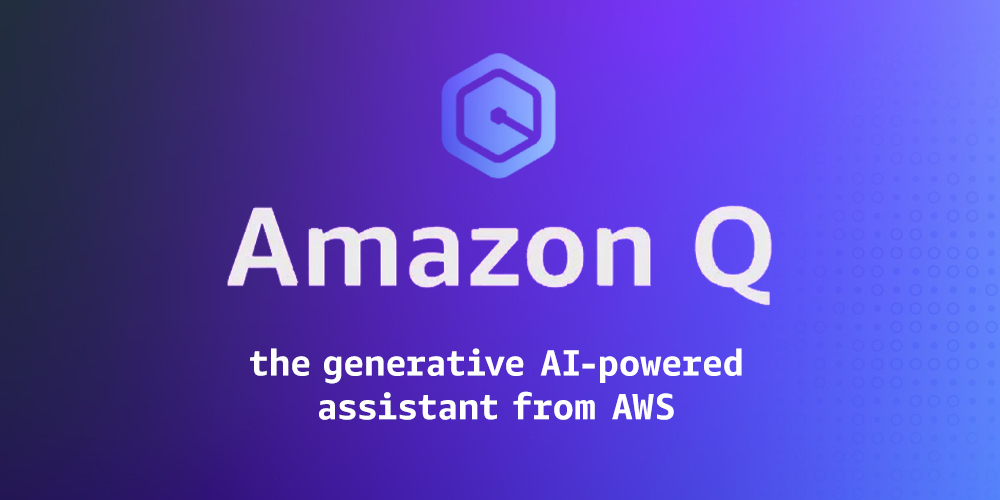 Amazon Q
the generative AI-powered
assistant from AWS